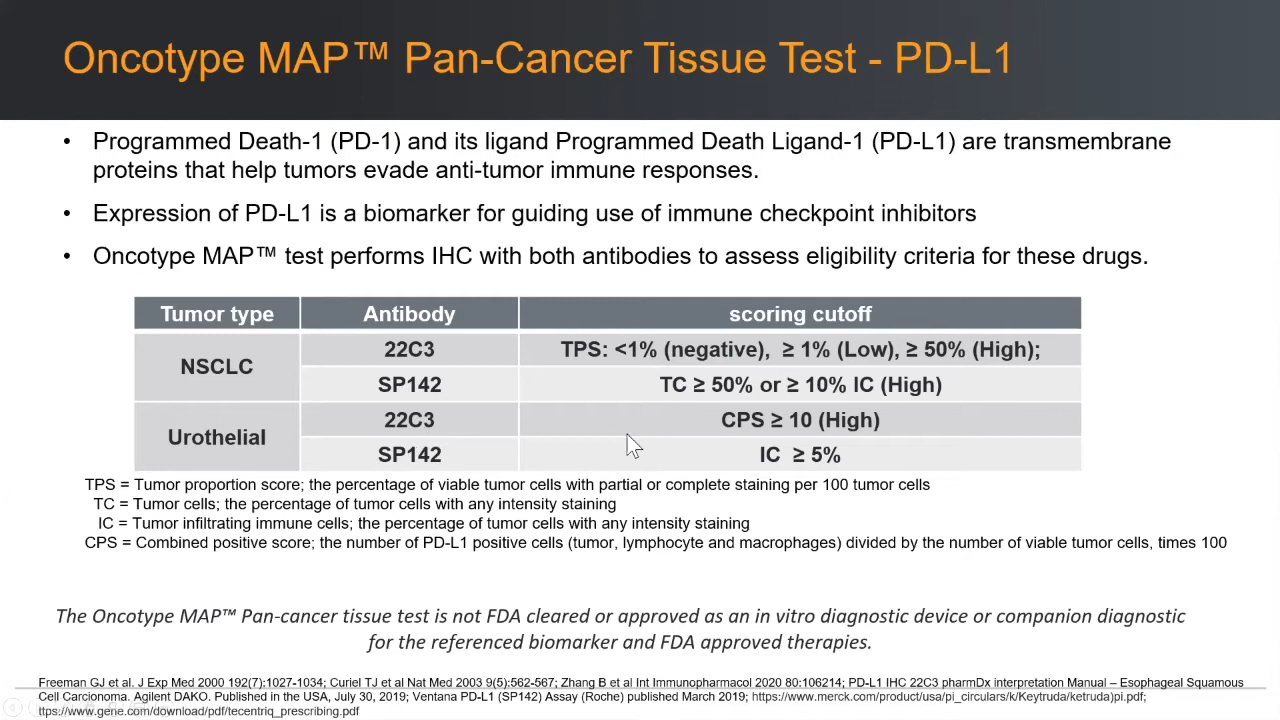 Oncotype MAP™ Pan-Cancer Tissue Test - PD-L1
• Programmed Death-1 (PD-1) and its ligand Programmed Death Ligand-1 (PD-L1) are transmembrane
proteins that help tumors evade anti-tumor immune responses.
• Expression of PD-L1 is a biomarker for guiding use of immune checkpoint inhibitors
• Oncotype MAP™ test performs IHC with both antibodies to assess eligibility criteria for these drugs.
Tumor type Antibody scoring cutoff
NSCLC 22C3 TPS: <1% (negative), ≥ 1% (Low), ≥ 50% (High);
SP142 TC ≥ 50% or ≥ 10% IC (High)
Urothelial 22C3 CPS ≥ 10 (High)
SP142 IC ≥ 5%
TPS = Tumor proportion score; the percentage of viable tumor cells with partial or complete staining per 100 tumor cells
TC = Tumor cells; the percentage of tumor cells with any intensity staining
IC = Tumor infiltrating immune cells; the percentage of tumor cells with any intensity staining
CPS = Combined positive score; the number of PD-L1 positive cells (tumor, lymphocyte and macrophages) divided by the number of viable tumor cells, times 100
The Oncotype MAP™ Pan-cancer tissue test is not FDA cleared or approved as an in vitro diagnostic device or companion diagnostic
for the referenced biomarker and FDA approved therapies.
Freeman GJ et al. J Exp Med 2000 192(7):1027-1034; Curiel TJ et al Nat Med 2003 9(5):562-567; Zhang B et al Int Immunopharmacol 2020 80:106214; PD-L1 IHC 22C3 pharmDx interpretation Manual – Esophageal Squamous
Cell Carcionoma. Agilent DAKO. Published in the USA, July 30, 2019; Ventana PD-L1 (SP142) Assay (Roche) published March 2019; https://www.merck.com/product/usa/pi_circulars/k/Keytruda/ketruda)pi.pdf;
ttps://www.gene.com/download/pdf/tecentriq_prescribing.pdf